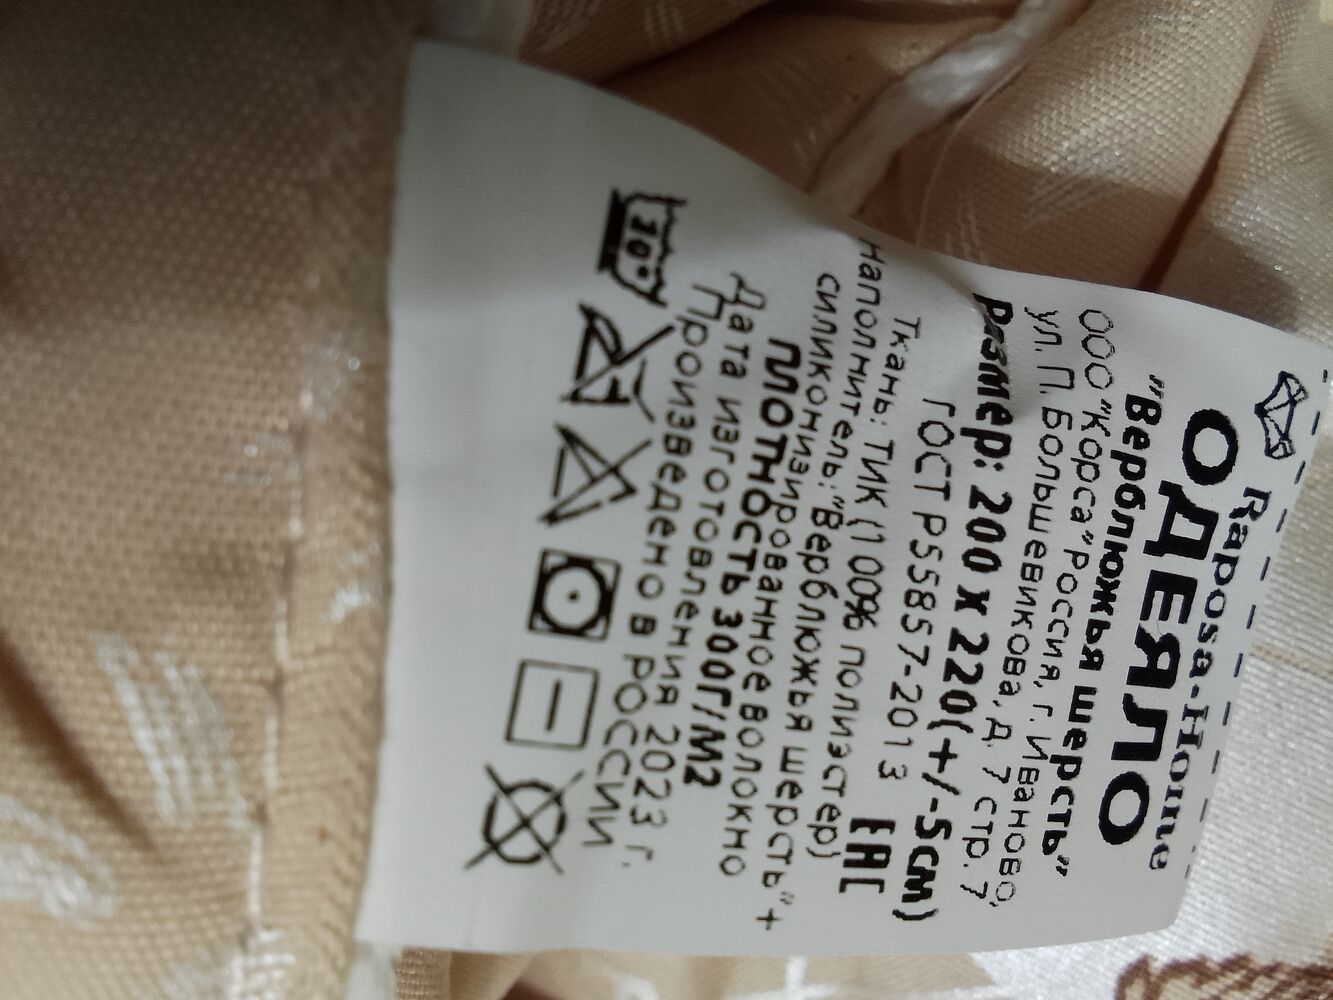 Raposa-Home
ОДЕЯЛО
"Верблюжья шерсть"
ООО "Корса" Россия, г. Иваново,
ул. П. Большевикова, д. 7 стр. 7
Размер: 200 х 220(+/-5см)
ГОСТ Р55857-2013 ЕАС
Ткань: ТИК (100% полиэстер)
Наполнитель: "Верблюжья шерсть" +
силиконизированное волокно
ПЛОТНОСТЬ 300Г/М2
Дата изготовления 2023 г.
Произведено в РОССИИ
30°